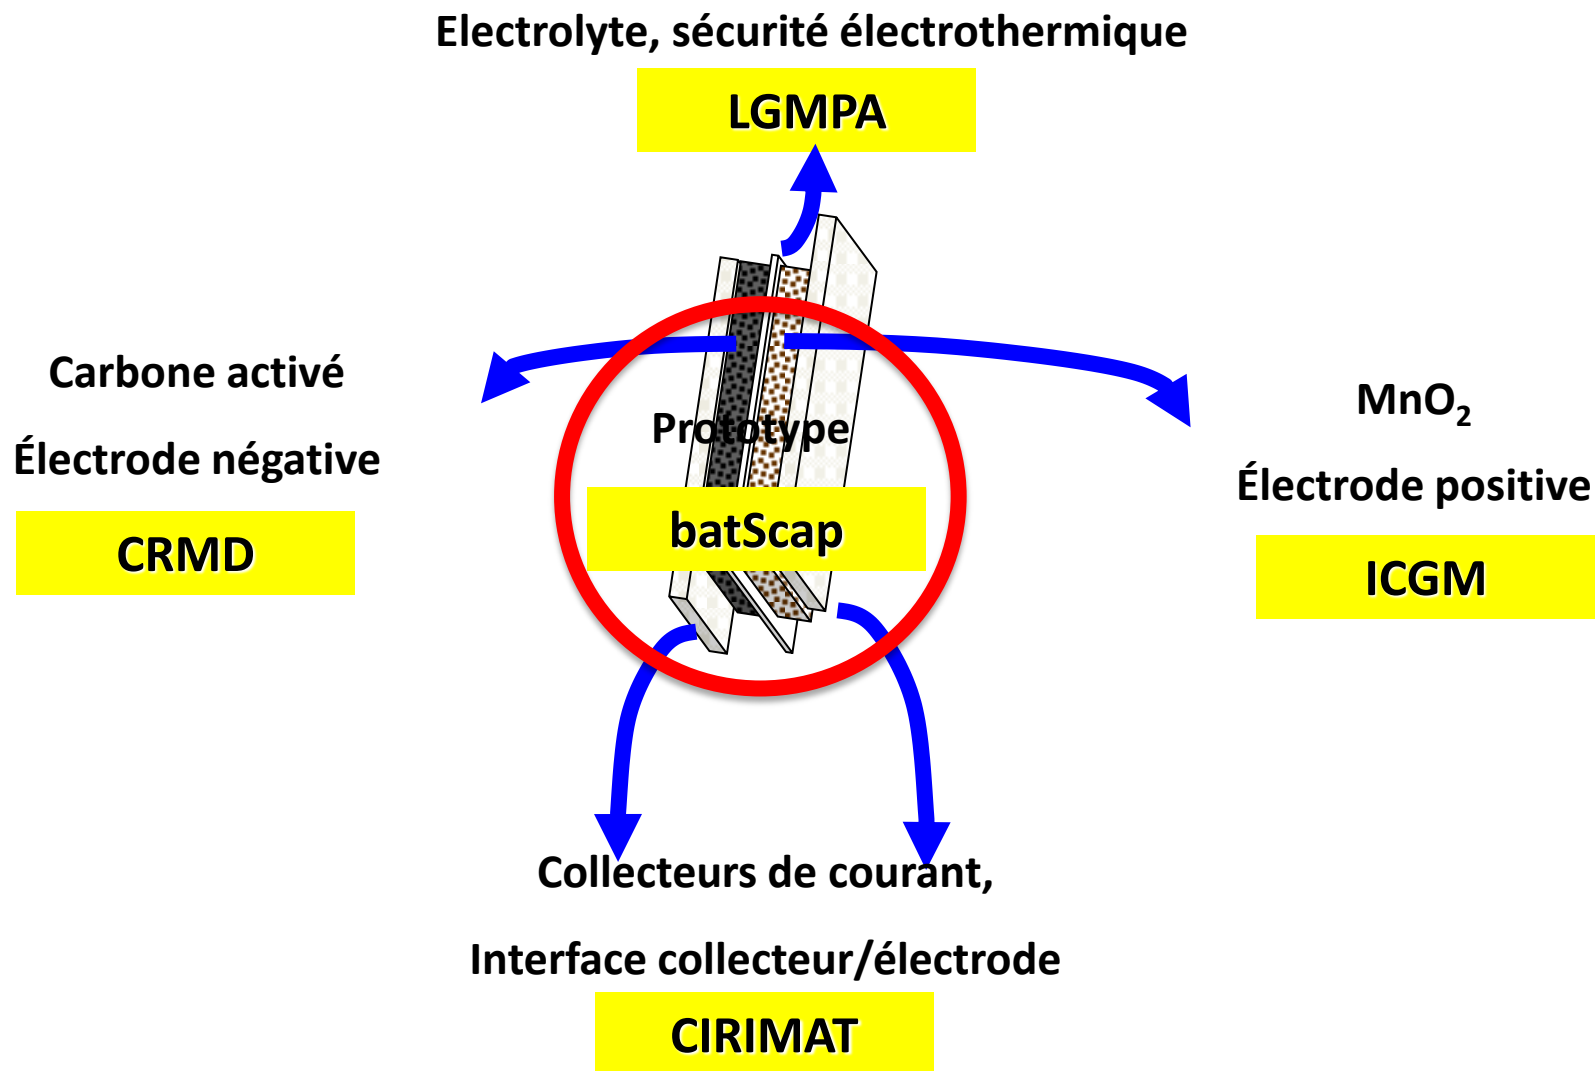 Electrolyte, sécurité électrothermique
LGMPA
Carbone activé
Électrode négative
CRMD
Prototype
batScap
MnO₂
Électrode positive
ICGM
Collecteurs de courant,
Interface collecteur/électrode
CIRIMAT